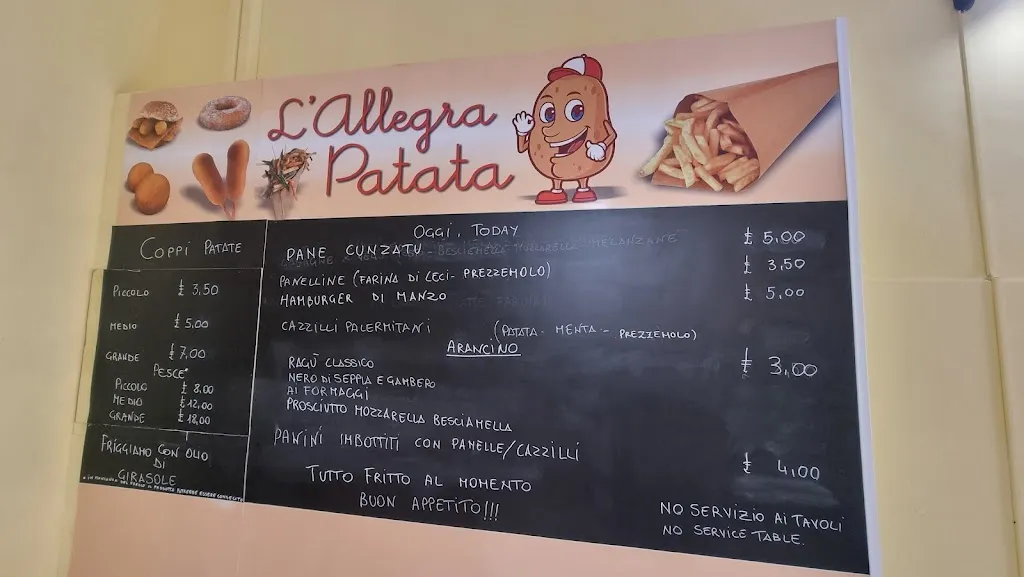 L'Allegra
Patata
COPPI PATATE
PICCOLO £ 3,50
MEDIO £ 5,00
GRANDE £ 7,00
PESCE*
PICCOLO £ 8,00
MEDIO £ 12,00
GRANDE £ 18,00
FRIGGIAMO CON OLIO
DI
GIRASOLE
OGGI, TODAY
PANE CUNZATU £ 5,00
PANELLINE (FARINA DI CECI- PREZZEMOLO) £ 3,50
HAMBURGER DI MANZO £ 5,00
CAZZILLI PALERMITANI (PATATA - MENTA - PREZZEMOLO)
ARANCINO £ 3,00
RAGÙ CLASSICO
NERO DI SEPPIA E GAMBERO
AI FORMAGGI
PROSCIUTTO MOZZARELLA BESCIAMELLA
PANINI IMBOTTITI CON PANELLE/CAZZILLI £ 4,00
TUTTO FRITTO AL MOMENTO
BUON APPETITO!!!
NO SERVIZIO AI TAVOLI
NO SERVICE TABLE.